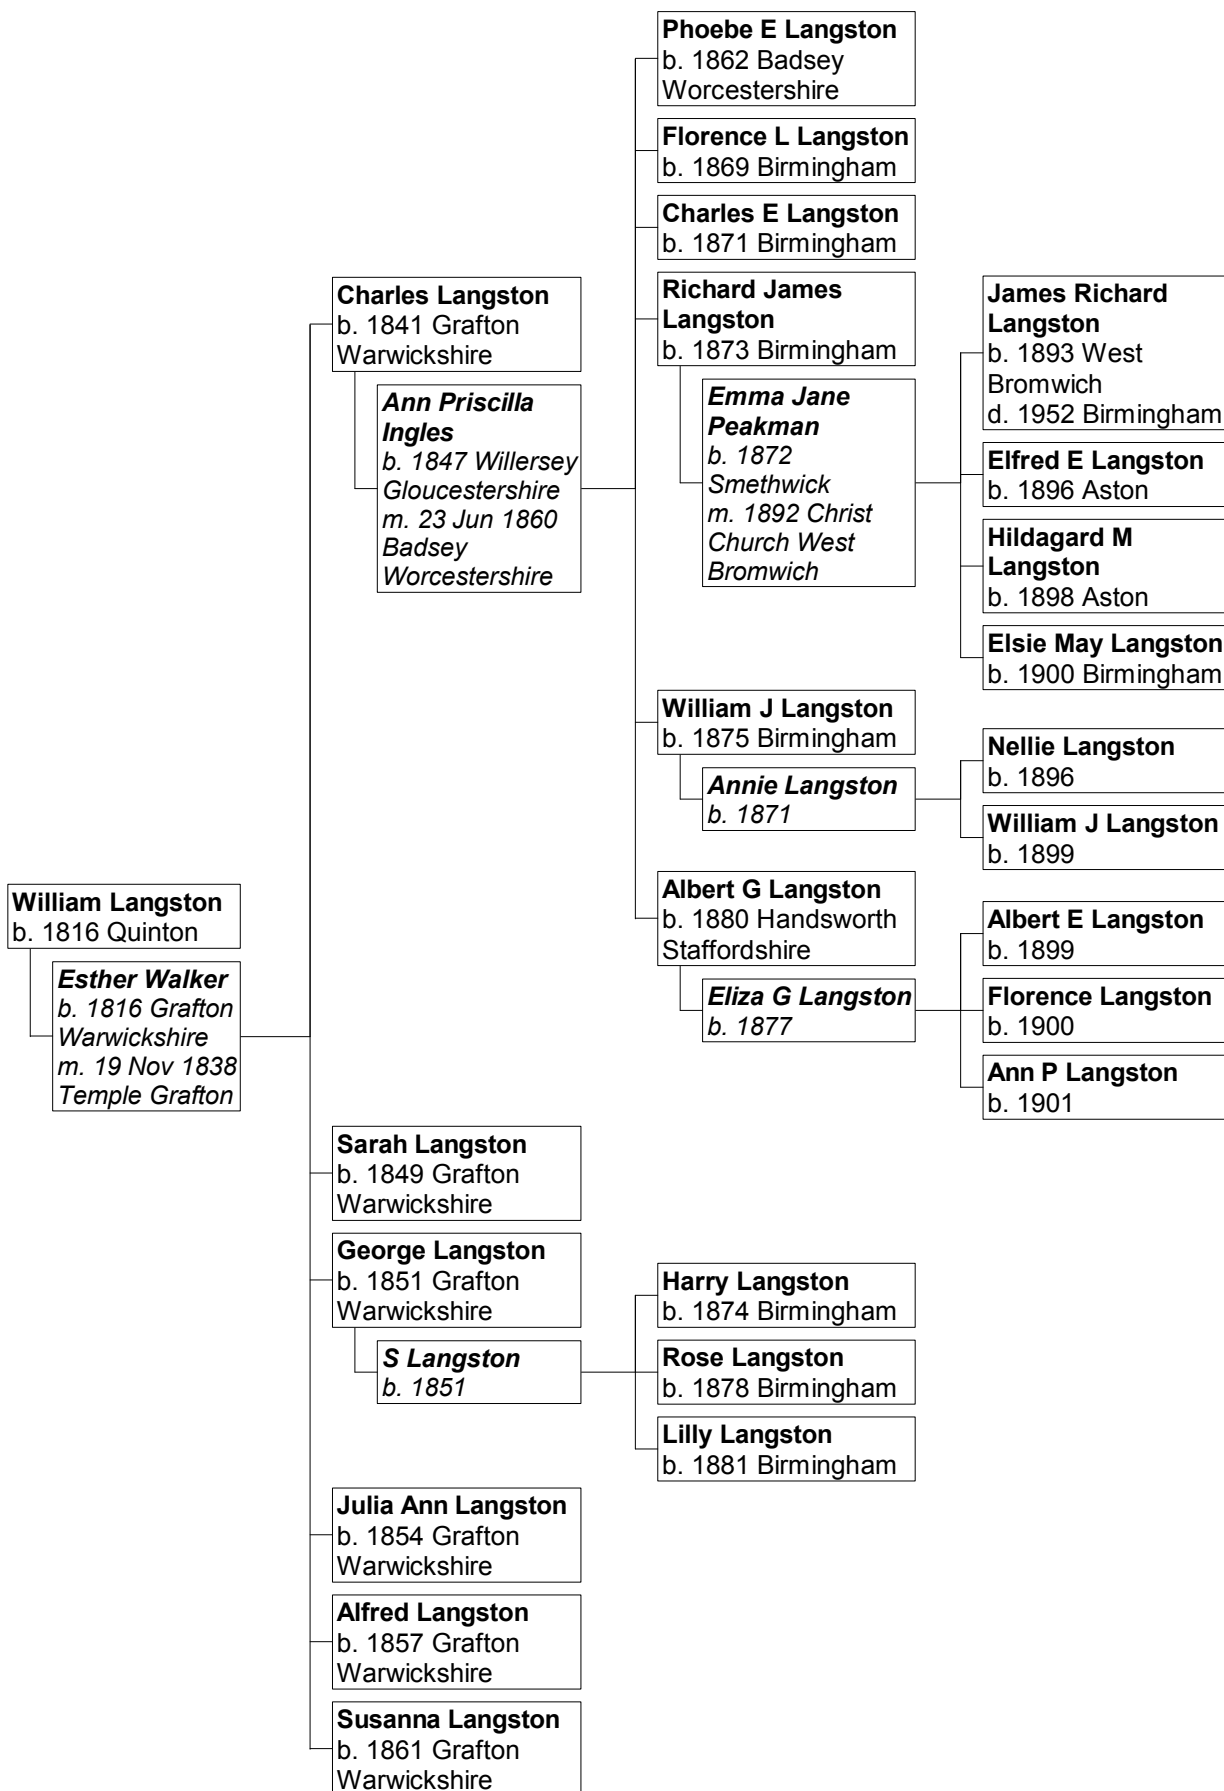 William Langston
b. 1816 Quinton
Esther Walker
b. 1816 Grafton
Warwickshire
m. 19 Nov 1838
Temple Grafton
Charles Langston
b. 1841 Grafton
Warwickshire
Ann Priscilla
Ingles
b. 1847 Willersey
Gloucestershire
m. 23 Jun 1860
Badsey
Worcestershire
Phoebe E Langston
b. 1862 Badsey
Worcestershire
Florence L Langston
b. 1869 Birmingham
Charles E Langston
b. 1871 Birmingham
Richard James
Langston
b. 1873 Birmingham
Emma Jane
Peakman
b. 1872
Smethwick
m. 1892 Christ
Church West
Bromwich
James Richard
Langston
b. 1893 West
Bromwich
d. 1952 Birmingham
Elfred E Langston
b. 1896 Aston
Hildagard M
Langston
b. 1898 Aston
Elsie May Langston
b. 1900 Birmingham
William J Langston
b. 1875 Birmingham
Annie Langston
b. 1871
Nellie Langston
b. 1896
William J Langston
b. 1899
Albert G Langston
b. 1880 Handsworth
Staffordshire
Eliza G Langston
b. 1877
Albert E Langston
b. 1899
Florence Langston
b. 1900
Ann P Langston
b. 1901
Sarah Langston
b. 1849 Grafton
Warwickshire
George Langston
b. 1851 Grafton
Warwickshire
S Langston
b. 1851
Harry Langston
b. 1874 Birmingham
Rose Langston
b. 1878 Birmingham
Lilly Langston
b. 1881 Birmingham
Julia Ann Langston
b. 1854 Grafton
Warwickshire
Alfred Langston
b. 1857 Grafton
Warwickshire
Susanna Langston
b. 1861 Grafton
Warwickshire